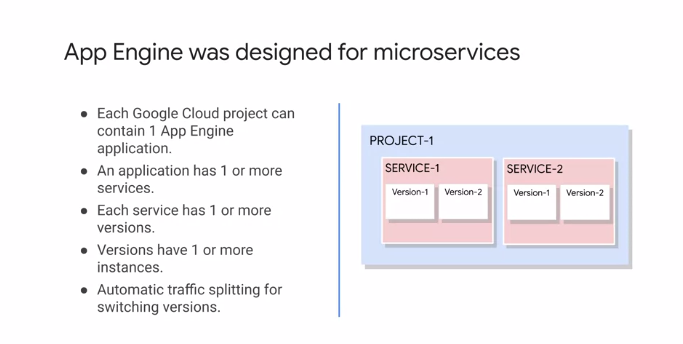 App Engine was designed for microservices
● Each Google Cloud project can
contain 1 App Engine
application.
● An application has 1 or more
services.
● Each service has 1 or more
versions.
● Versions have 1 or more
instances.
● Automatic traffic splitting for
switching versions.
PROJECT-1
SERVICE-1
Version-1
Version-2
SERVICE-2
Version-1
Version-2